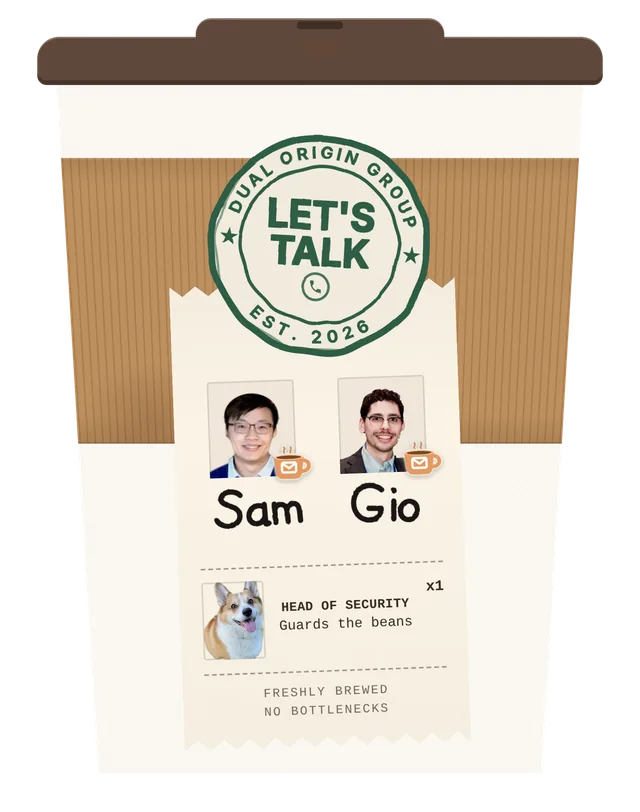 DUAL ORIGIN GROUP
LET'S
TALK
EST. 2026
Sam Gio
x1
HEAD OF SECURITY
Guards the beans
FRESHLY BREWED
NO BOTTLENECKS